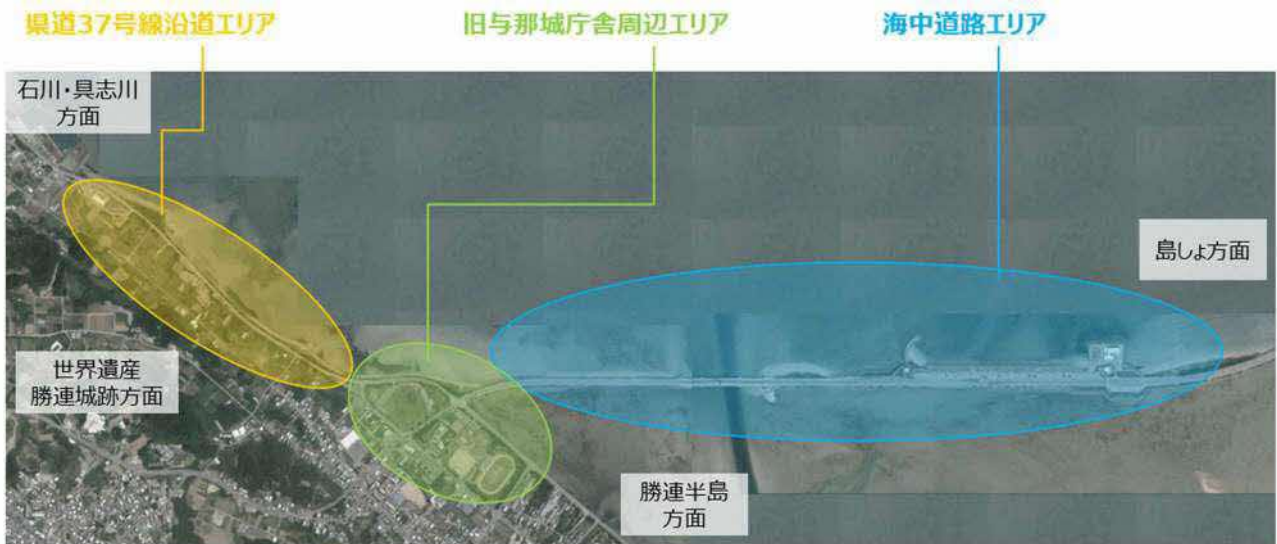 県道37号線沿道エリア
旧与那城庁舎周辺エリア
海中道路エリア
石川・具志川
方面
島しょ方面
世界遺産
勝連城跡方面
勝連半島
方面